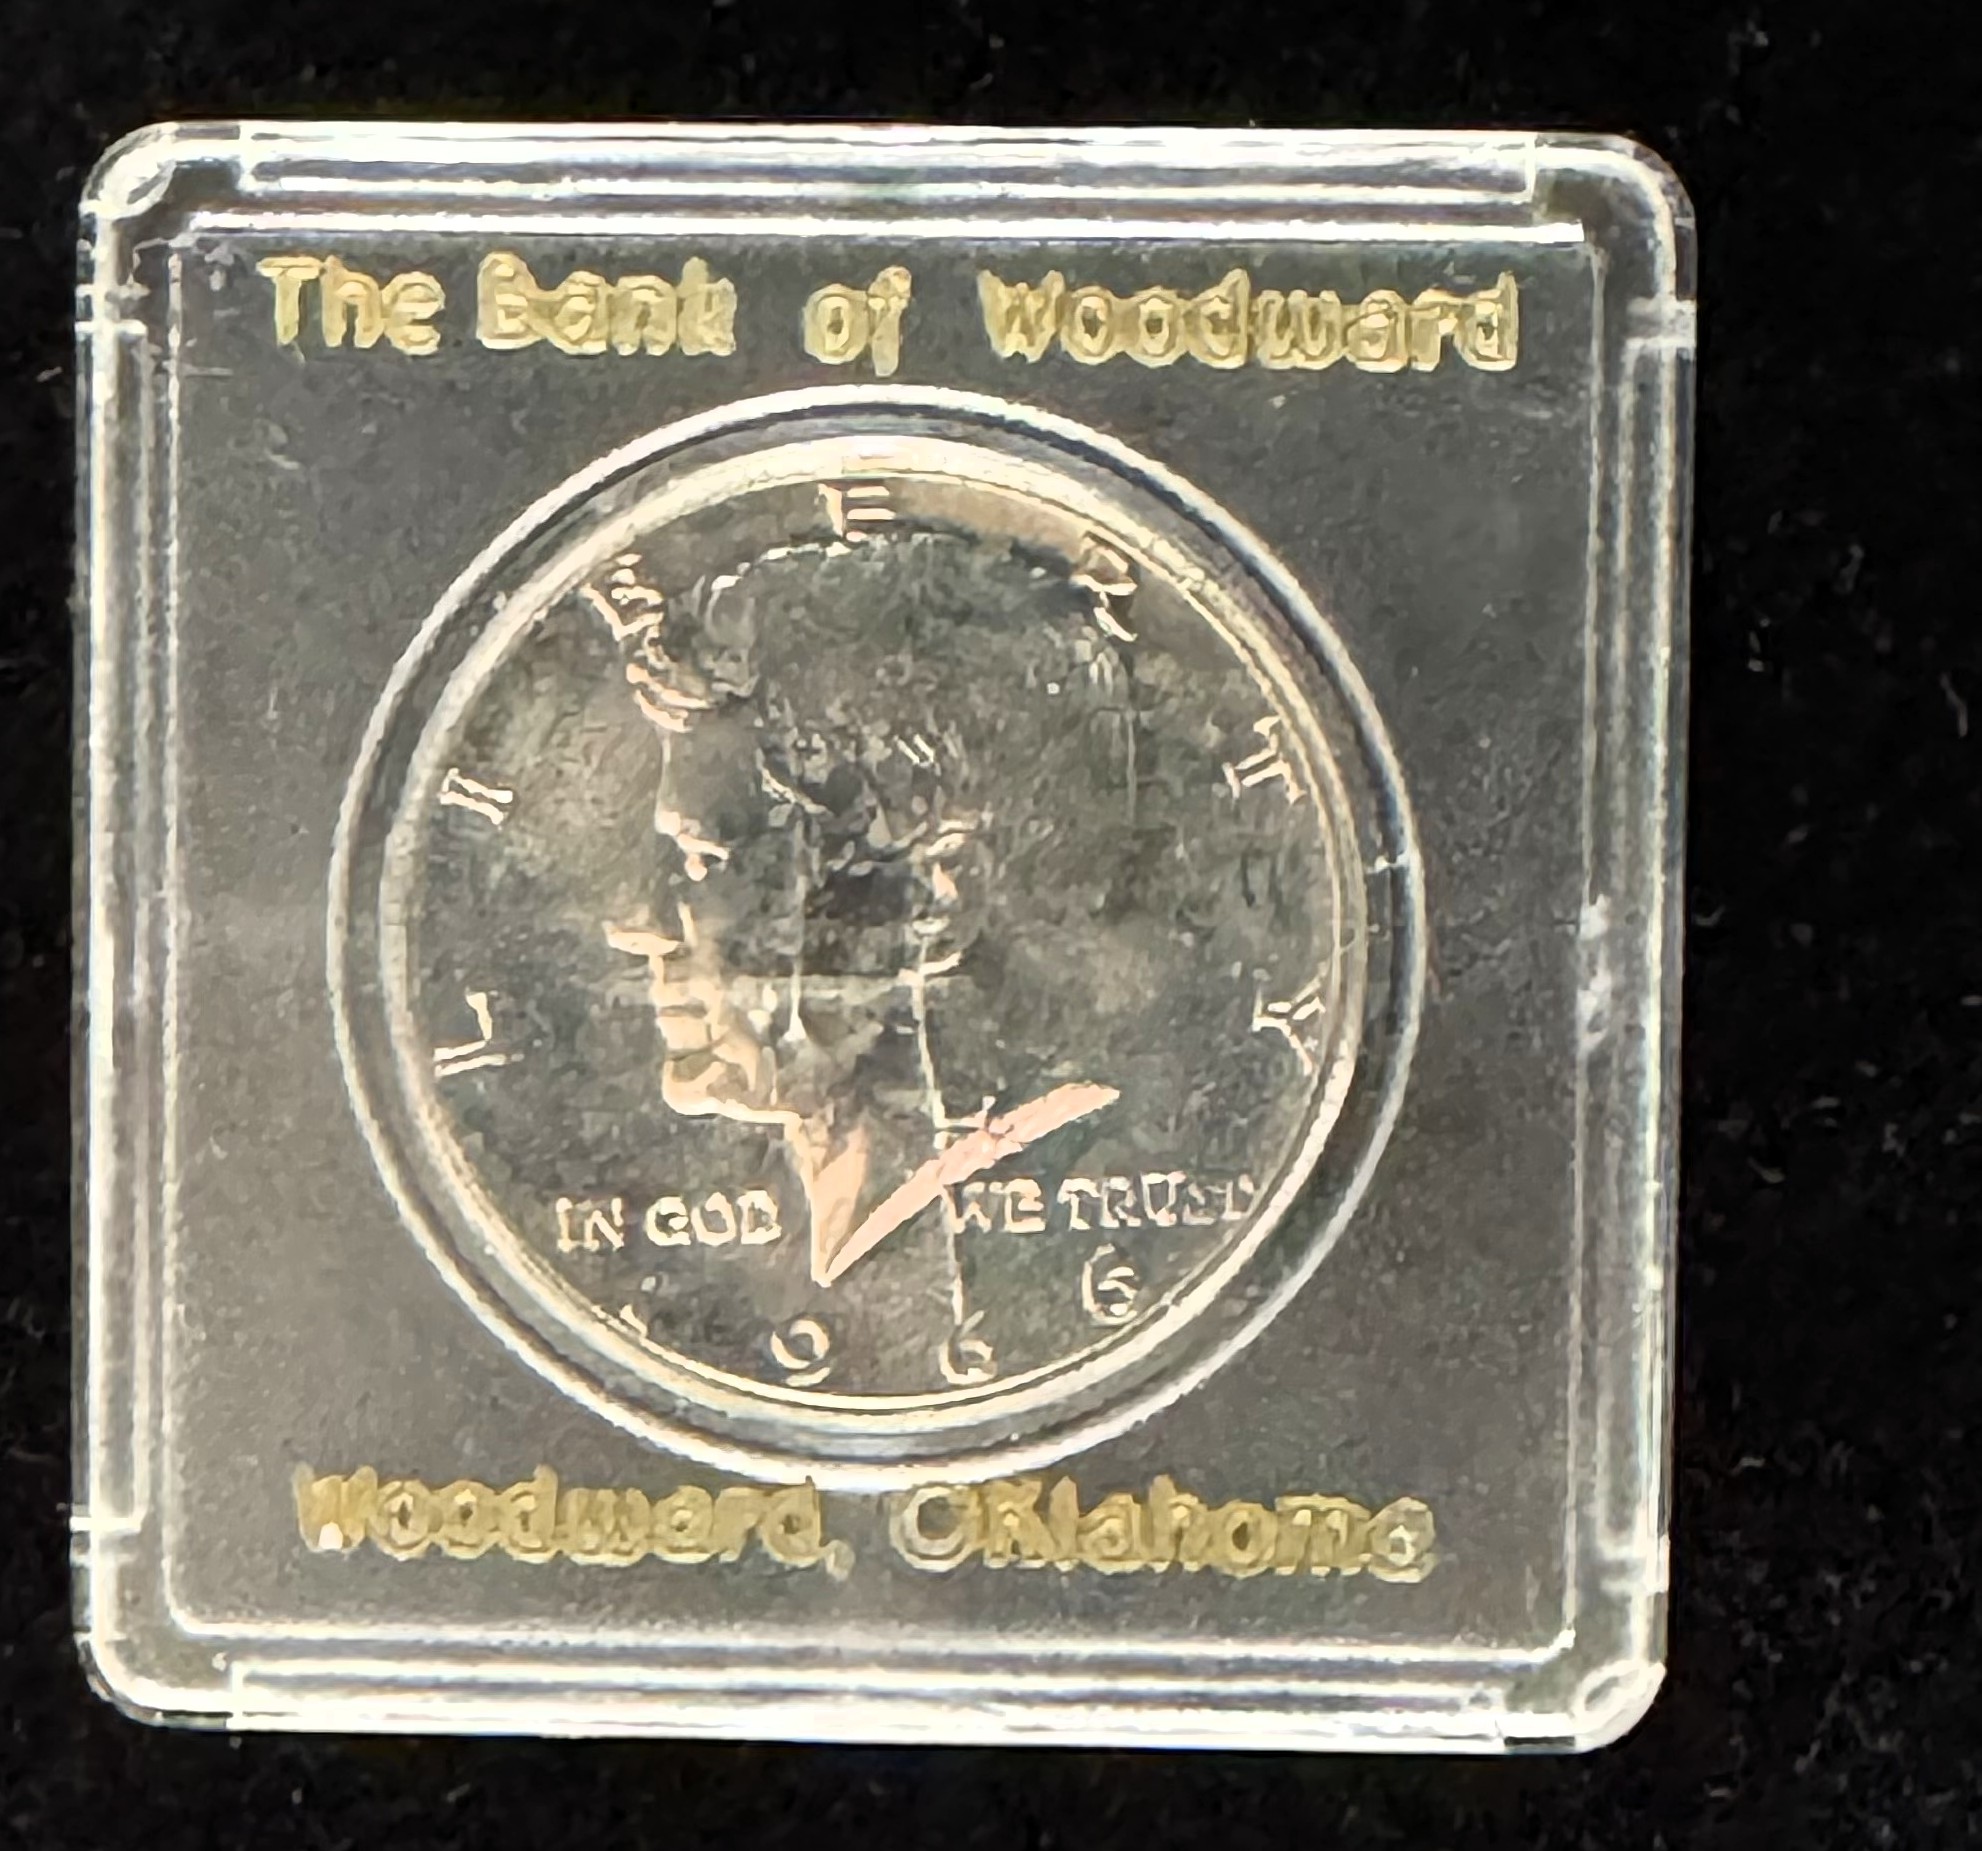 The Bank of Woodward
LIBERTY
IN GOD WE TRUST
1966
Woodward, Oklahoma